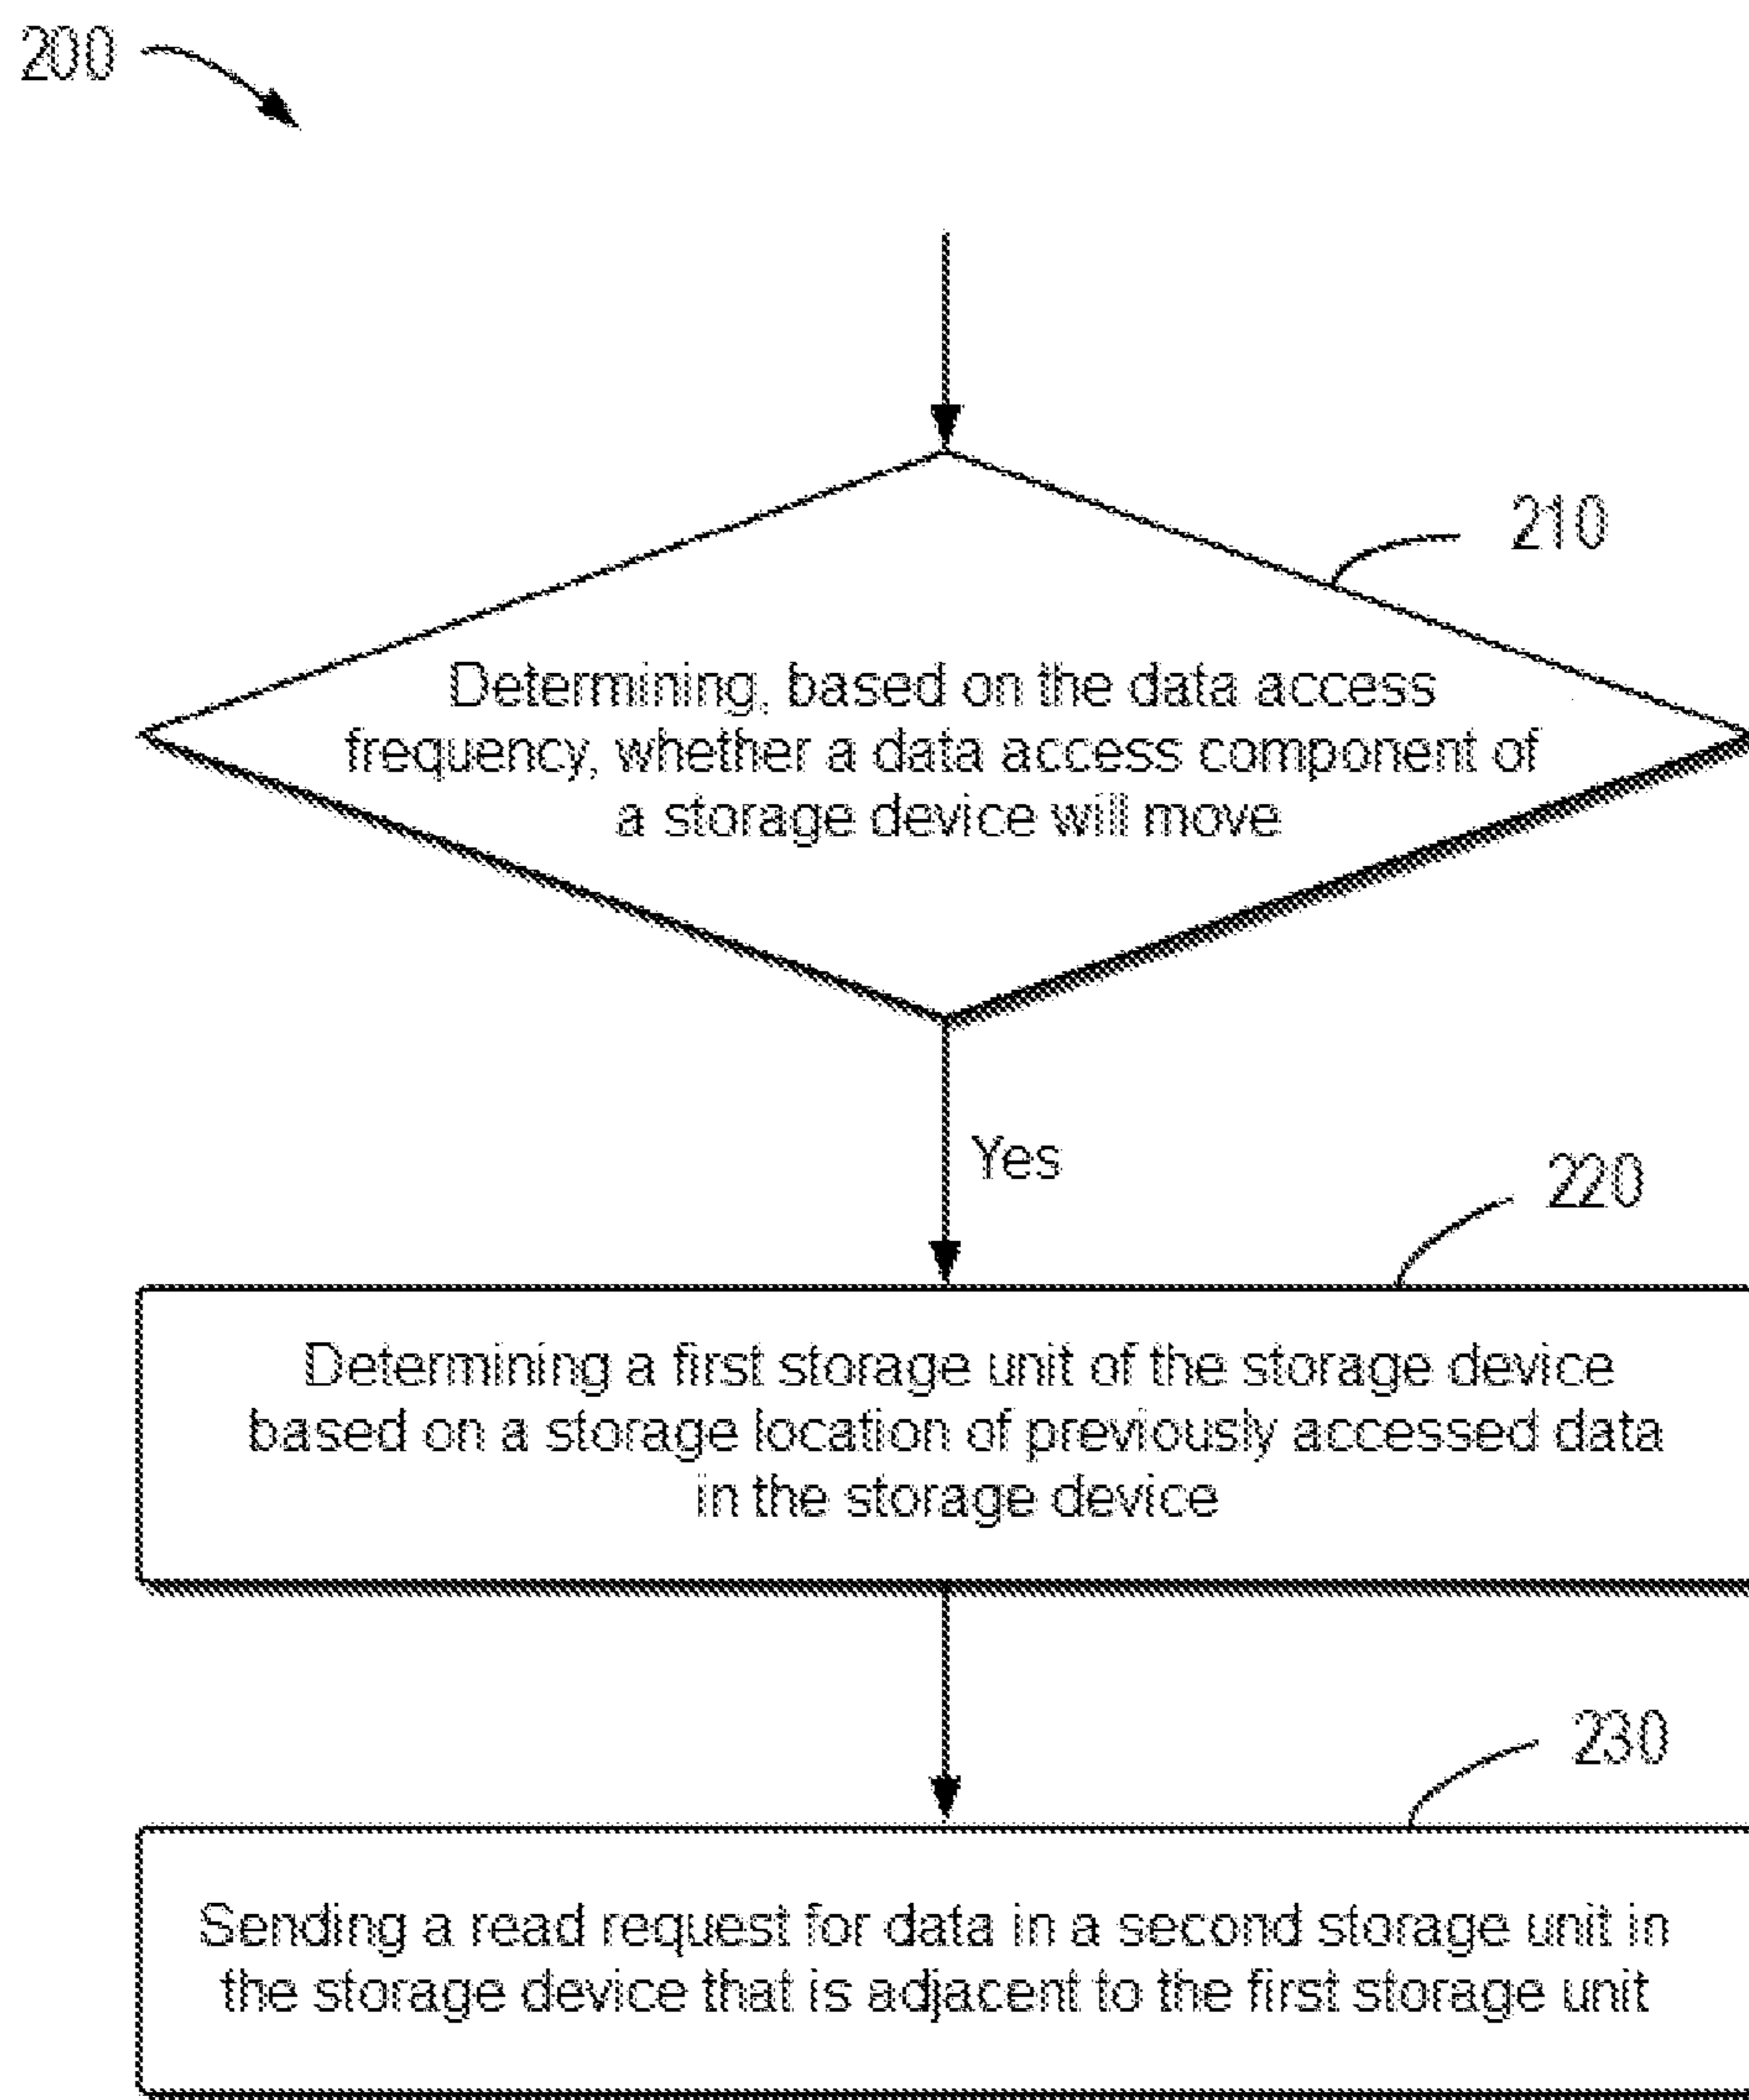 200
210
Determining, based on the data access
frequency, whether a data access component of
a storage device will move
Yes
220
Determining a first storage unit of the storage device
based on a storage location of previously accessed data
in the storage device
230
Sending a read request for data in a second storage unit in
the storage device that is adjacent to the first storage unit